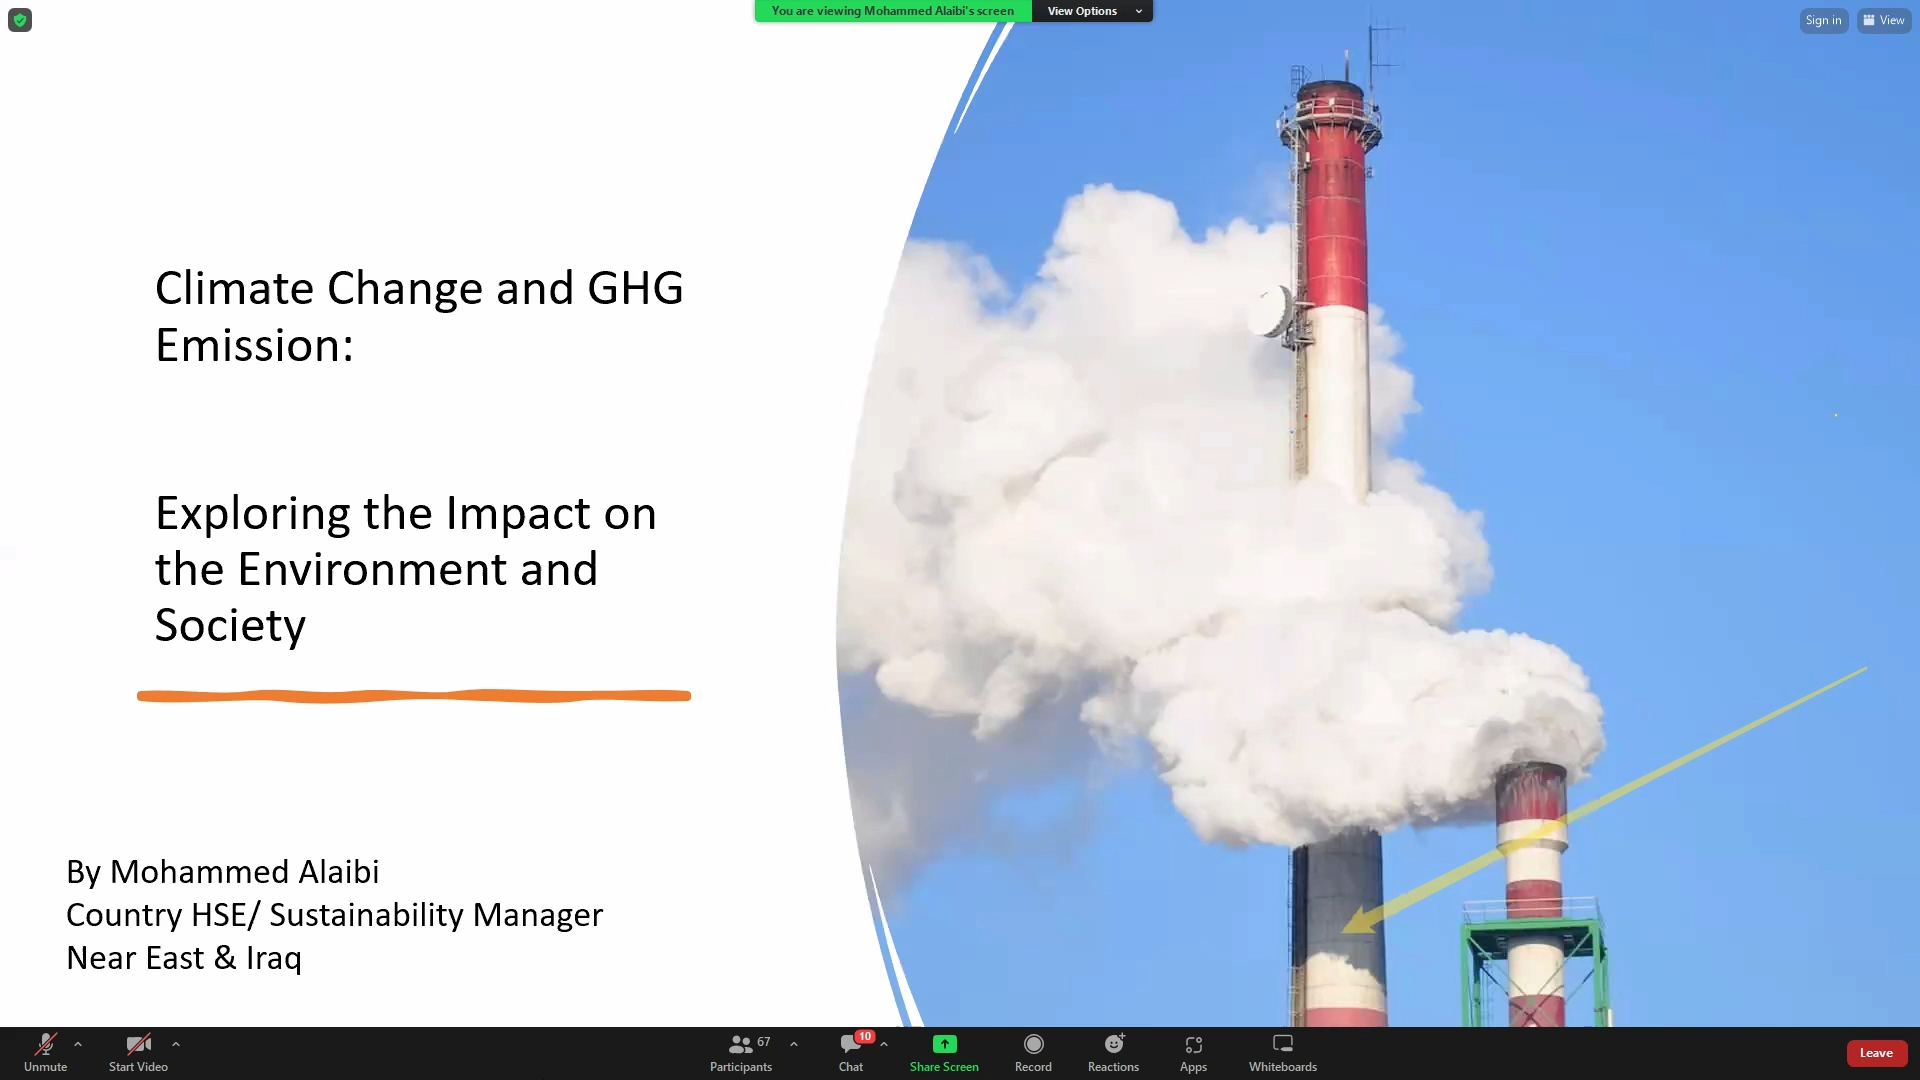 You are viewing Mohammed Alaibi's screen
View Options
Sign in
View
Climate Change and GHG
Emission:
Exploring the Impact on
the Environment and
Society
By Mohammed Alaibi
Country HSE/ Sustainability Manager
Near East & Iraq
Unmute
Start Video
67
Participants
10
Chat
Share Screen
Record
Reactions
Apps
Whiteboards
Leave